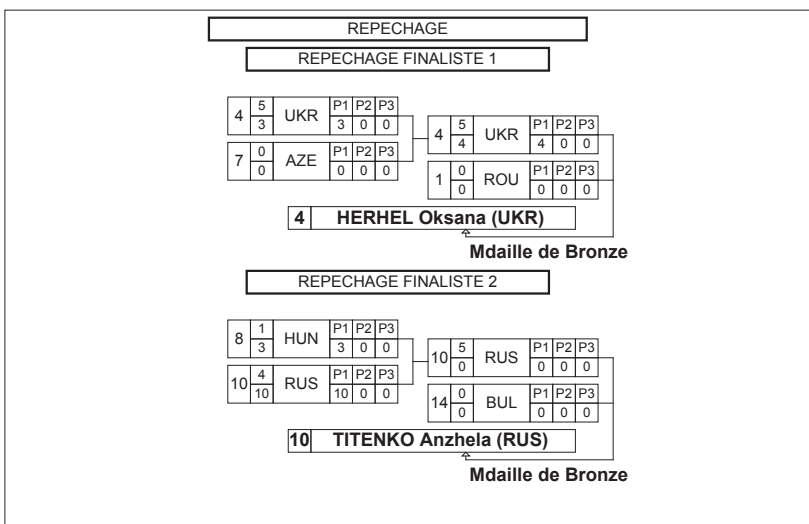 REPECHAGE
REPECHAGE FINALISTE 1
4 5 3 UKR P1 P2 P3 3 0 0
7 0 0 AZE P1 P2 P3 0 0 0
4 5 4 UKR P1 P2 P3 4 0 0
1 0 0 ROU P1 P2 P3 0 0 0
4 HERHEL Oksana (UKR)
Mdaille de Bronze
REPECHAGE FINALISTE 2
8 1 3 HUN P1 P2 P3 3 0 0
10 4 10 RUS P1 P2 P3 10 0 0
10 5 0 RUS P1 P2 P3 0 0 0
14 0 0 BUL P1 P2 P3 0 0 0
10 TITENKO Anzhela (RUS)
Mdaille de Bronze